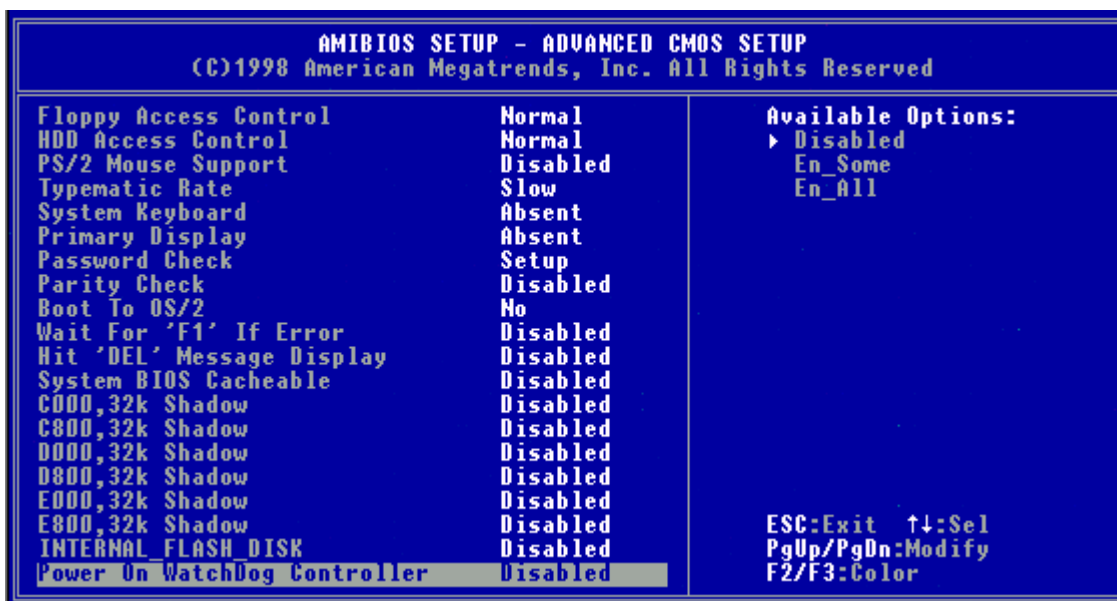 AMIBIOS SETUP – ADVANCED CMOS SETUP
(C)1998 American Megatrends, Inc. All Rights Reserved
Floppy Access Control Normal
HDD Access Control Normal
PS/2 Mouse Support Disabled
Typematic Rate Slow
System Keyboard Absent
Primary Display Absent
Password Check Setup
Parity Check Disabled
Boot To OS/2 No
Wait For 'F1' If Error Disabled
Hit 'DEL' Message Display Disabled
System BIOS Cacheable Disabled
C000,32k Shadow Disabled
C800,32k Shadow Disabled
D000,32k Shadow Disabled
D800,32k Shadow Disabled
E000,32k Shadow Disabled
E800,32k Shadow Disabled
INTERNAL_FLASH_DISK Disabled
Power On WatchDog Controller Disabled
Available Options:
▸ Disabled
En_Some
En_All
ESC:Exit ↑↓:Sel
PgUp/PgDn:Modify
F2/F3:Color